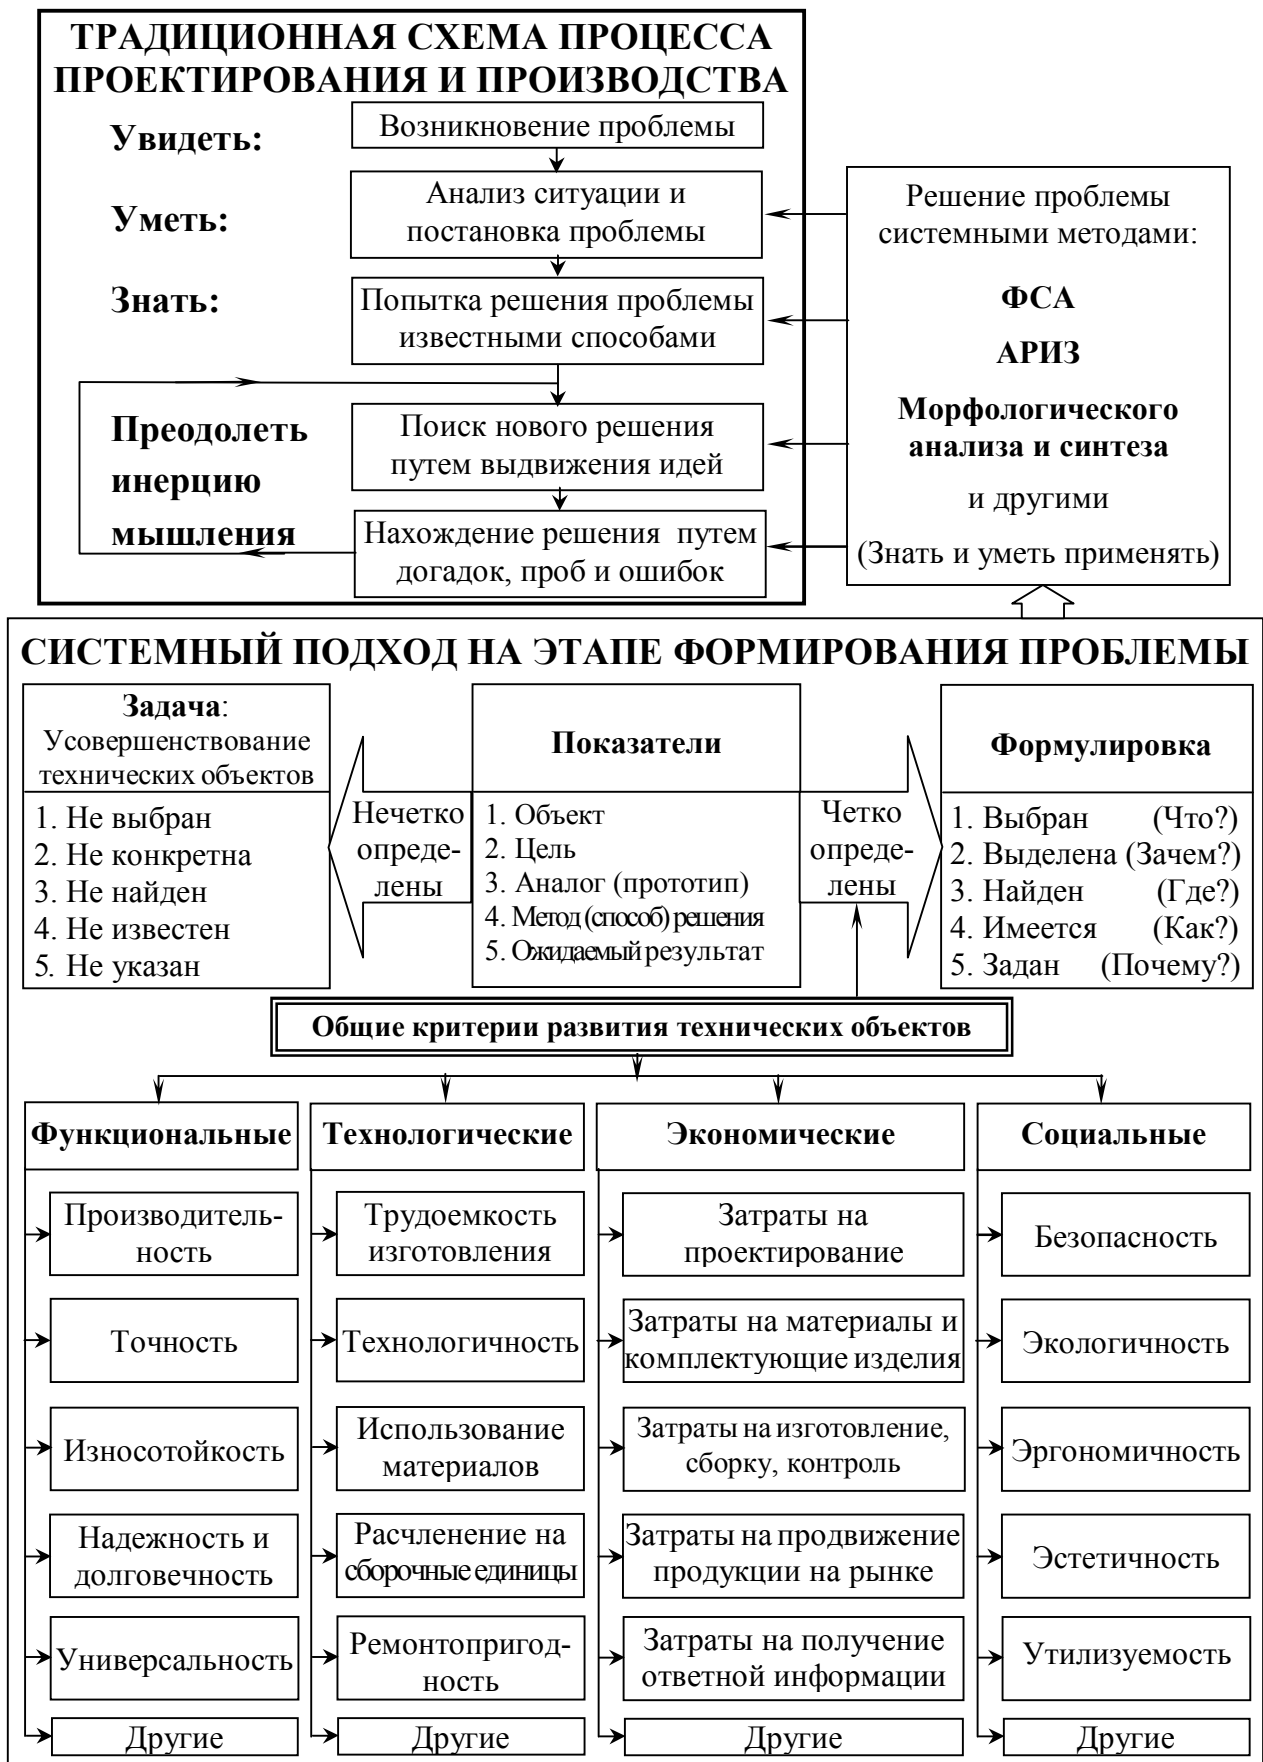 ТРАДИЦИОННАЯ СХЕМА ПРОЦЕССА
ПРОЕКТИРОВАНИЯ И ПРОИЗВОДСТВА
Увидеть:
Возникновение проблемы
Уметь:
Анализ ситуации и
постановка проблемы
Знать:
Попытка решения проблемы
известными способами
Преодолеть
инерцию
мышления
Поиск нового решения
путем выдвижения идей
Нахождение решения путем
догадок, проб и ошибок
Решение проблемы
системными методами:
ФСА
АРИЗ
Морфологического
анализа и синтеза
и другими
(Знать и уметь применять)
СИСТЕМНЫЙ ПОДХОД НА ЭТАПЕ ФОРМИРОВАНИЯ ПРОБЛЕМЫ
Задача:
Усовершенствование
технических объектов
1. Не выбран
2. Не конкретна
3. Не найден
4. Не известен
5. Не указан
Нечетко
опреде-
лены
Показатели
1. Объект
2. Цель
3. Аналог (прототип)
4. Метод (способ) решения
5. Ожидаемый результат
Четко
опреде-
лены
Формулировка
1. Выбран (Что?)
2. Выделена (Зачем?)
3. Найден (Где?)
4. Имеется (Как?)
5. Задан (Почему?)
Общие критерии развития технических объектов
Функциональные
Производитель-
ность
Точность
Износотойкость
Надежность и
долговечность
Универсальность
Другие
Технологические
Трудоемкость
изготовления
Технологичность
Использование
материалов
Расчленение на
сборочные единицы
Ремонтопригод-
ность
Другие
Экономические
Затраты на
проектирование
Затраты на материалы и
комплектующие изделия
Затраты на изготовление,
сборку, контроль
Затраты на продвижение
продукции на рынке
Затраты на получение
ответной информации
Другие
Социальные
Безопасность
Экологичность
Эргономичность
Эстетичность
Утилизуемость
Другие